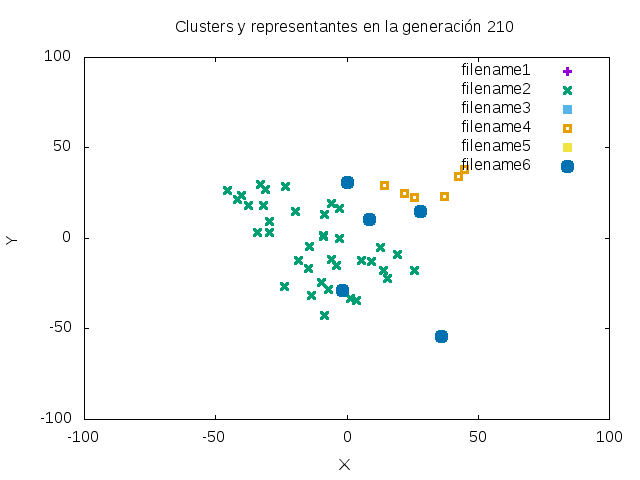 Clusters y representantes en la generación 210
100
50
0
-50
-100
-100 -50 0 50 100
Y
X
filename1
filename2
filename3
filename4
filename5
filename6